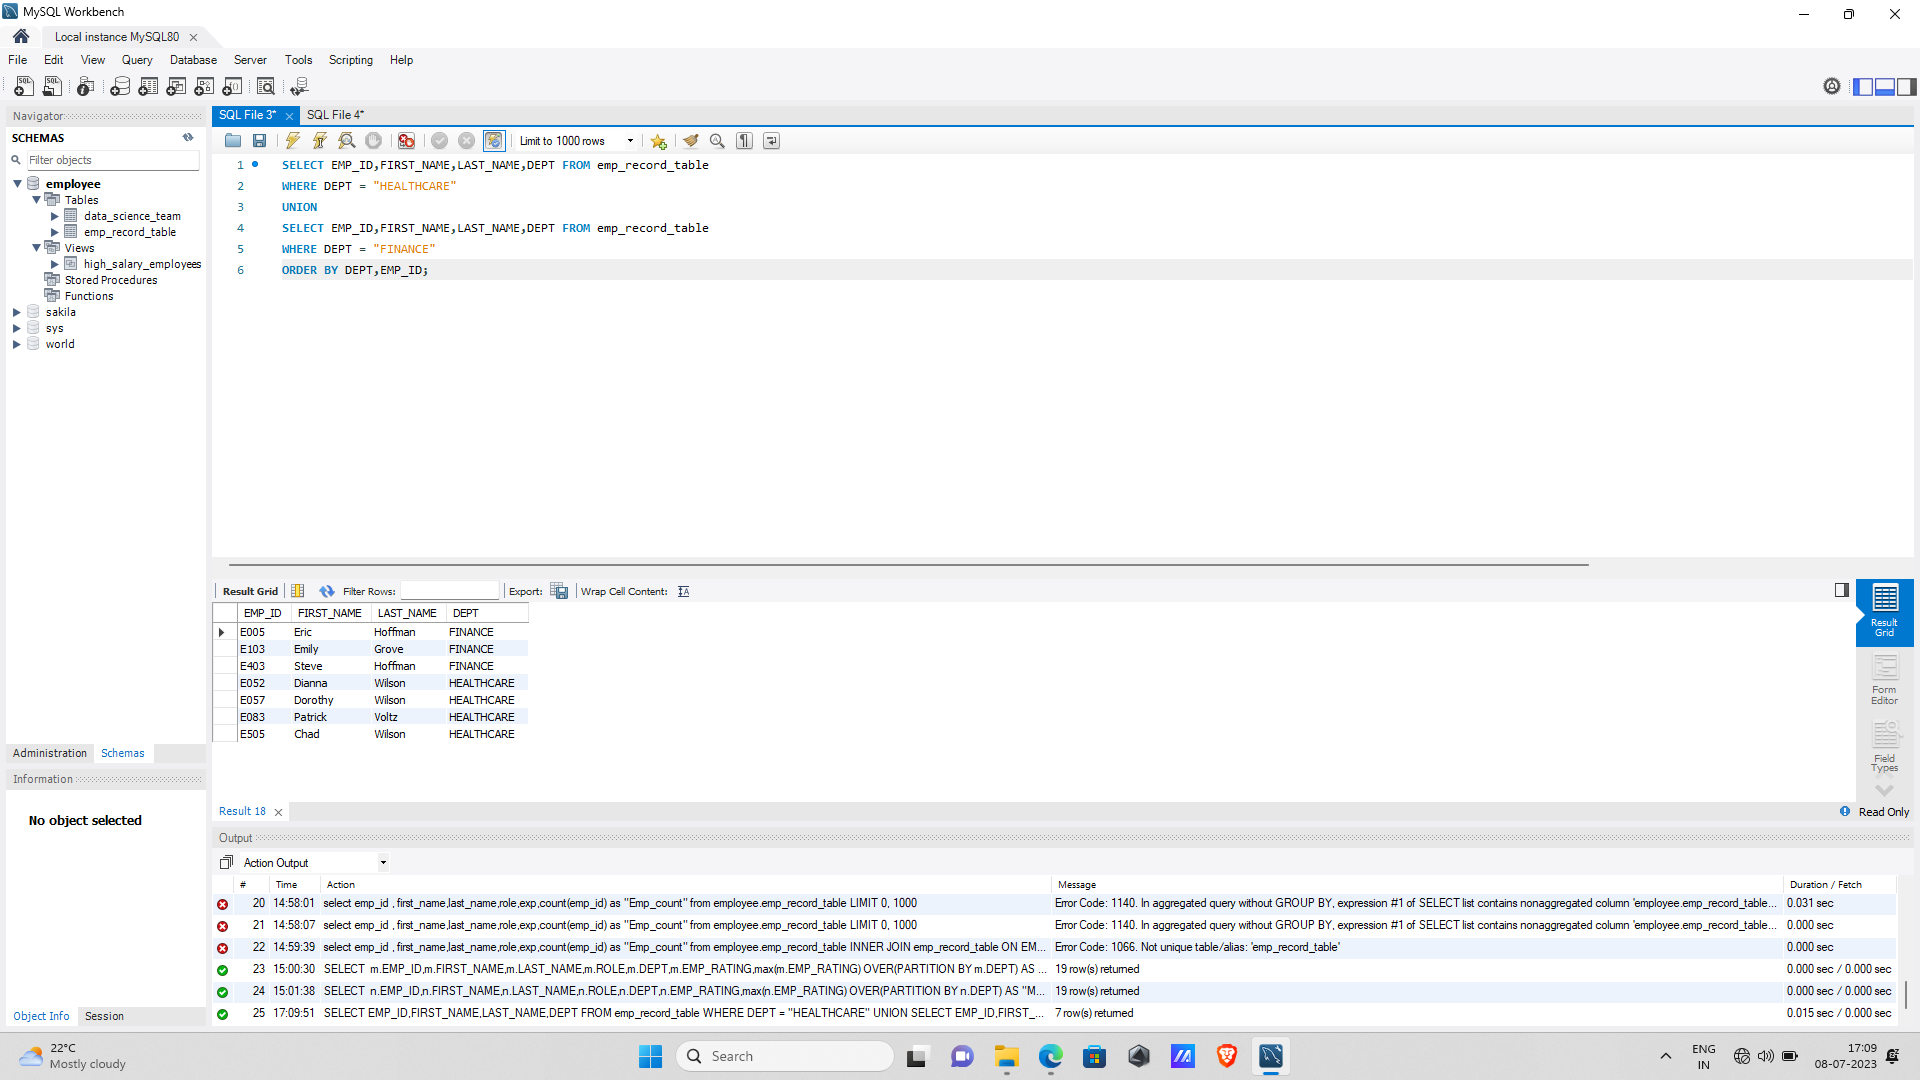 MySQL Workbench
Local instance MySQL80
File Edit View Query Database Server Tools Scripting Help
Navigator
SCHEMAS
Filter objects
employee
Tables
data_science_team
emp_record_table
Views
high_salary_employees
Stored Procedures
Functions
sakila
sys
world
Administration Schemas
Information
No object selected
Object Info Session
SQL File 3* SQL File 4*
Limit to 1000 rows
1 SELECT EMP_ID,FIRST_NAME,LAST_NAME,DEPT FROM emp_record_table
2 WHERE DEPT = "HEALTHCARE"
3 UNION
4 SELECT EMP_ID,FIRST_NAME,LAST_NAME,DEPT FROM emp_record_table
5 WHERE DEPT = "FINANCE"
6 ORDER BY DEPT,EMP_ID;
Result Grid Filter Rows: Export: Wrap Cell Content:
EMP_ID FIRST_NAME LAST_NAME DEPT
E005 Eric Hoffman FINANCE
E103 Emily Grove FINANCE
E403 Steve Hoffman FINANCE
E052 Dianna Wilson HEALTHCARE
E057 Dorothy Wilson HEALTHCARE
E083 Patrick Voltz HEALTHCARE
E505 Chad Wilson HEALTHCARE
Result
Grid
Form
Editor
Field
Types
Result 18
Read Only
Output
Action Output
# Time Action Message Duration / Fetch
20 14:58:01 select emp_id , first_name,last_name,role,exp,count(emp_id) as "Emp_count" from employee.emp_record_table LIMIT 0, 1000 Error Code: 1140. In aggregated query without GROUP BY, expression #1 of SELECT list contains nonaggregated column 'employee.emp_record_table... 0.031 sec
21 14:58:07 select emp_id , first_name,last_name,role,exp,count(emp_id) as "Emp_count" from employee.emp_record_table LIMIT 0, 1000 Error Code: 1140. In aggregated query without GROUP BY, expression #1 of SELECT list contains nonaggregated column 'employee.emp_record_table... 0.000 sec
22 14:59:39 select emp_id , first_name,last_name,role,exp,count(emp_id) as "Emp_count" from employee.emp_record_table INNER JOIN emp_record_table ON EM... Error Code: 1066. Not unique table/alias: 'emp_record_table' 0.000 sec
23 15:00:30 SELECT m.EMP_ID,m.FIRST_NAME,m.LAST_NAME,m.ROLE,m.DEPT,m.EMP_RATING,max(m.EMP_RATING) OVER(PARTITION BY m.DEPT) AS ... 19 row(s) returned 0.000 sec / 0.000 sec
24 15:01:38 SELECT n.EMP_ID,n.FIRST_NAME,n.LAST_NAME,n.ROLE,n.DEPT,n.EMP_RATING,max(n.EMP_RATING) OVER(PARTITION BY n.DEPT) AS "M... 19 row(s) returned 0.000 sec / 0.000 sec
25 17:09:51 SELECT EMP_ID,FIRST_NAME,LAST_NAME,DEPT FROM emp_record_table WHERE DEPT = "HEALTHCARE" UNION SELECT EMP_ID,FIRST_... 7 row(s) returned 0.015 sec / 0.000 sec
22°C
Mostly cloudy
Search
ENG
IN
17:09
08-07-2023